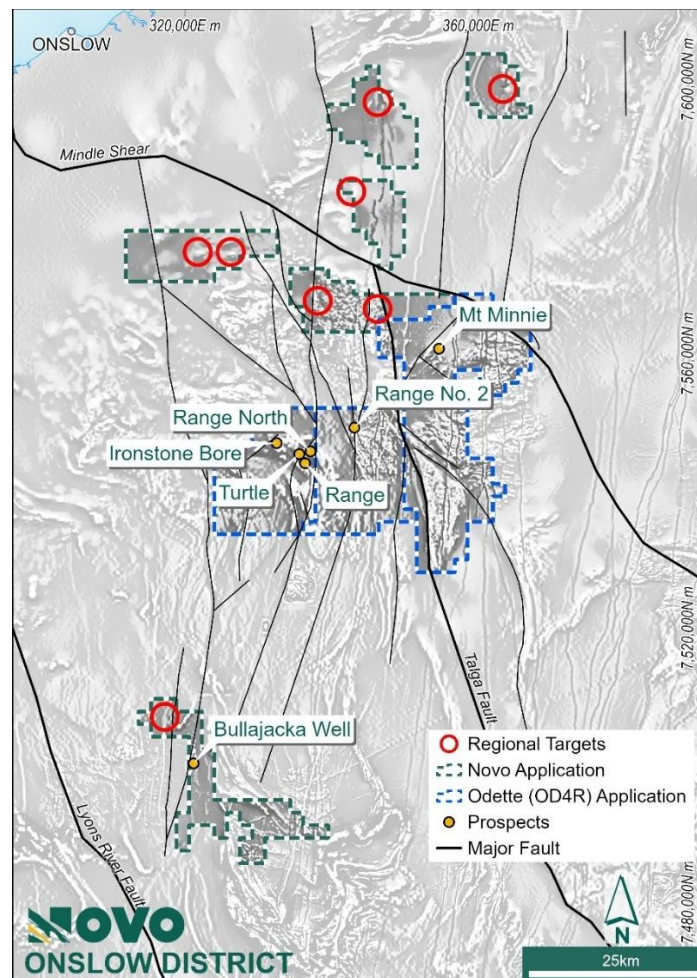 320,000E m
360,000E m
ONSLOW
7,600,000N m
Mindle Shear
Mt Minnie
7,560,000N m
Range No. 2
Range North
Ironstone Bore
Turtle
Range
7,520,000N m
Talga Fault
Bullajacka Well
Lyons River Fault
Regional Targets
Novo Application
Odette (OD4R) Application
Prospects
Major Fault
7,480,000N m
NOVO
ONSLOW DISTRICT
N
25km